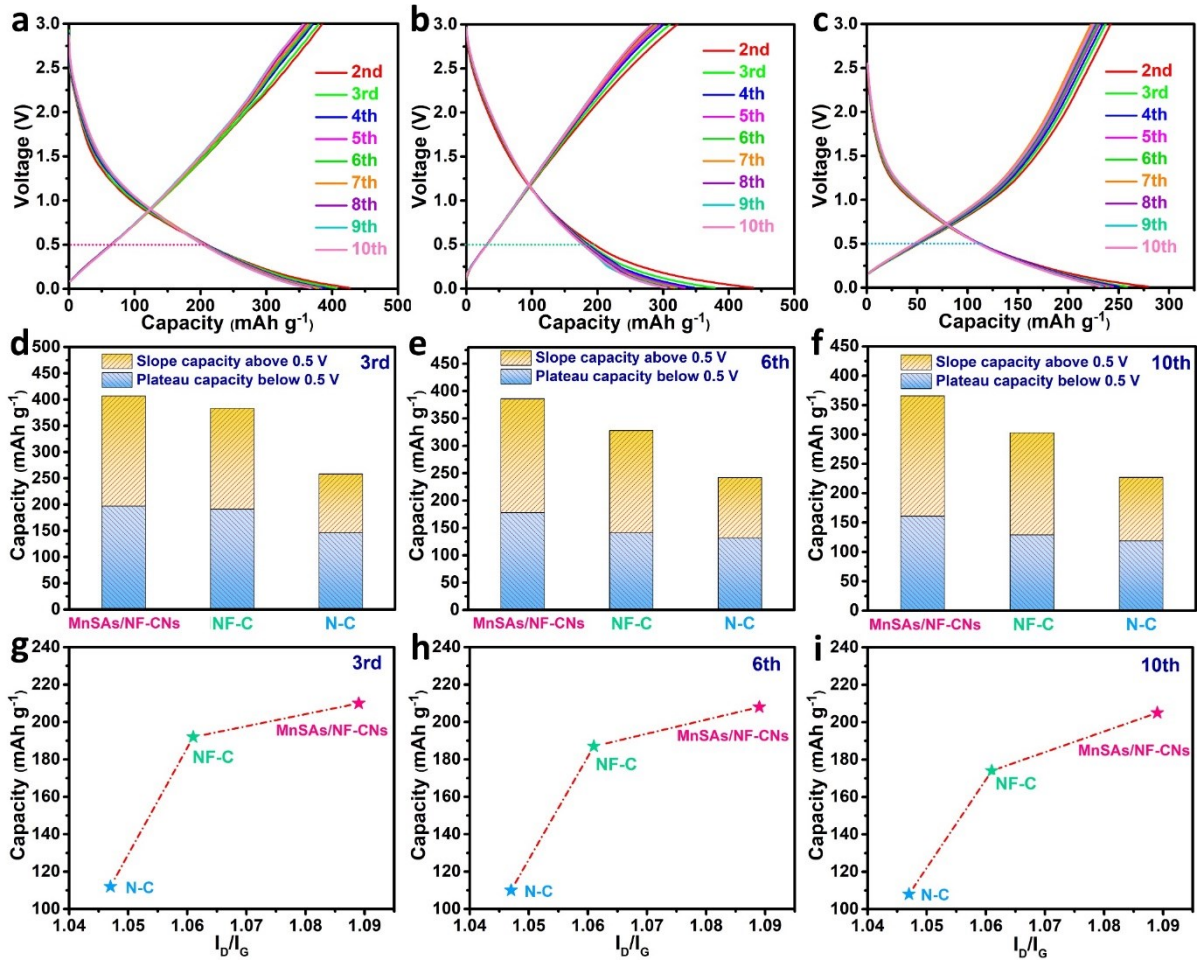 a
3.0
2.5
2.0
1.5
1.0
0.5
0.0
Voltage (V)
0 100 200 300 400 500
Capacity (mAh g⁻¹)
2nd
3rd
4th
5th
6th
7th
8th
9th
10th
b
3.0
2.5
2.0
1.5
1.0
0.5
0.0
Voltage (V)
0 100 200 300 400 500
Capacity (mAh g⁻¹)
2nd
3rd
4th
5th
6th
7th
8th
9th
10th
c
3.0
2.5
2.0
1.5
1.0
0.5
0.0
Voltage (V)
0 50 100 150 200 250 300
Capacity (mAh g⁻¹)
2nd
3rd
4th
5th
6th
7th
8th
9th
10th
d
500
450
400
350
300
250
200
150
100
50
0
Capacity (mAh g⁻¹)
Slope capacity above 0.5 V
Plateau capacity below 0.5 V
3rd
MnSAs/NF-CNs NF-C N-C
e
450
400
350
300
250
200
150
100
50
0
Capacity (mAh g⁻¹)
Slope capacity above 0.5 V
Plateau capacity below 0.5 V
6th
MnSAs/NF-CNs NF-C N-C
f
450
400
350
300
250
200
150
100
50
0
Capacity (mAh g⁻¹)
Slope capacity above 0.5 V
Plateau capacity below 0.5 V
10th
MnSAs/NF-CNs NF-C N-C
g
240
220
200
180
160
140
120
100
Capacity (mAh g⁻¹)
3rd
MnSAs/NF-CNs
NF-C
N-C
1.04 1.05 1.06 1.07 1.08 1.09
I_D/I_G
h
240
220
200
180
160
140
120
100
Capacity (mAh g⁻¹)
6th
MnSAs/NF-CNs
NF-C
N-C
1.04 1.05 1.06 1.07 1.08 1.09
I_D/I_G
i
240
220
200
180
160
140
120
100
Capacity (mAh g⁻¹)
10th
MnSAs/NF-CNs
NF-C
N-C
1.04 1.05 1.06 1.07 1.08 1.09
I_D/I_G